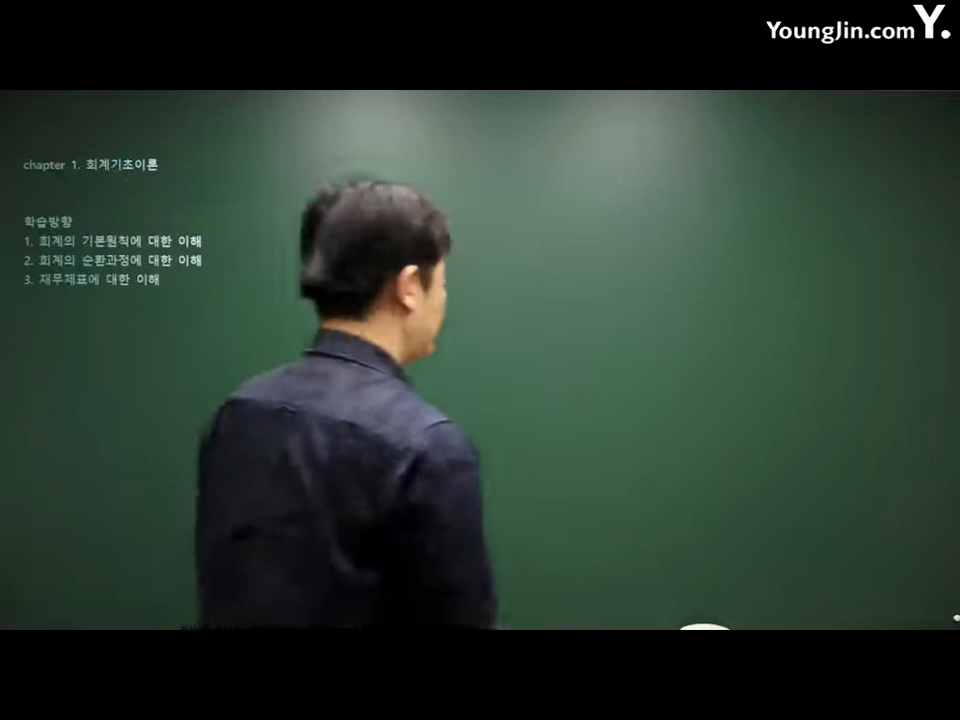 YoungJin.com Y.
chapter 1. 회계기초이론
학습방향
1. 회계의 기본원칙에 대한 이해
2. 회계의 순환과정에 대한 이해
3. 재무제표에 대한 이해